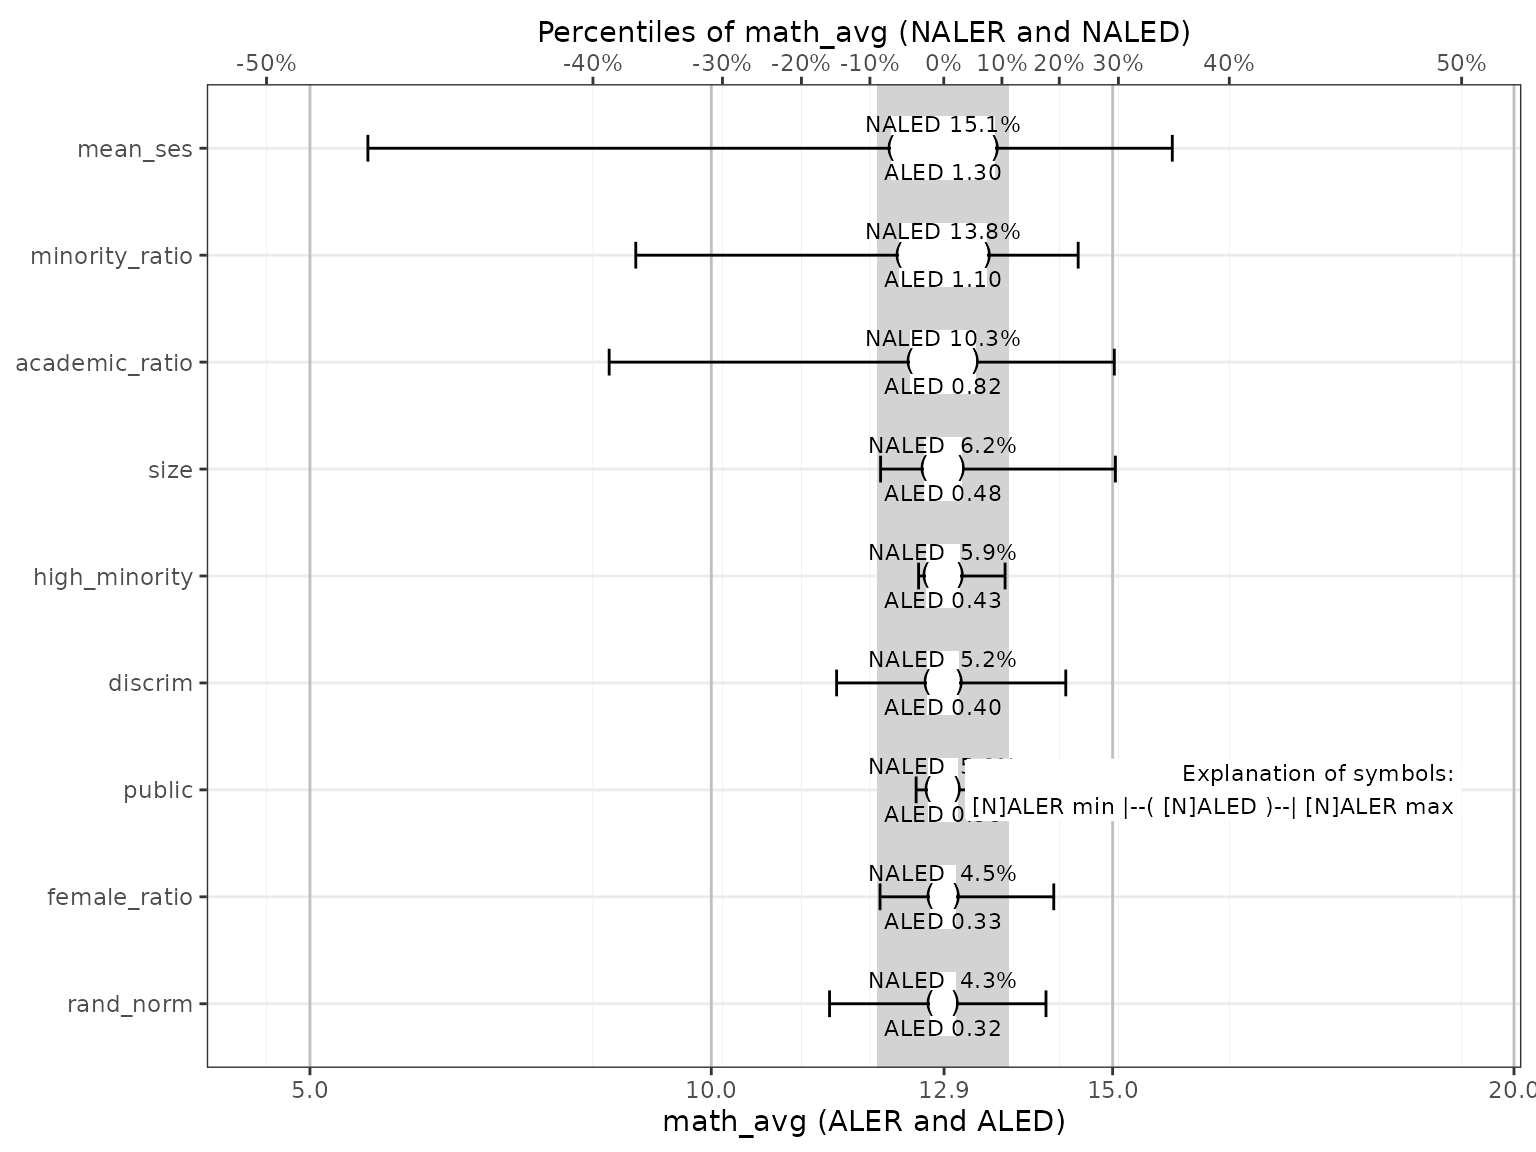 Percentiles of math_avg (NALER and NALED)
-50% -40% -30% -20% -10% 0% 10% 20% 30% 40% 50%
NALED 15.1%
mean_ses
ALED 1.30
NALED 13.8%
minority_ratio
ALED 1.10
NALED 10.3%
academic_ratio
ALED 0.82
NALED 6.2%
size
ALED 0.48
NALED 5.9%
high_minority
ALED 0.43
NALED 5.2%
discrim
ALED 0.40
NALED
public
ALED
Explanation of symbols:
[N]ALER min |--( [N]ALED )--| [N]ALER max
NALED 4.5%
female_ratio
ALED 0.33
NALED 4.3%
rand_norm
ALED 0.32
5.0 10.0 12.9 15.0 20.0
math_avg (ALER and ALED)